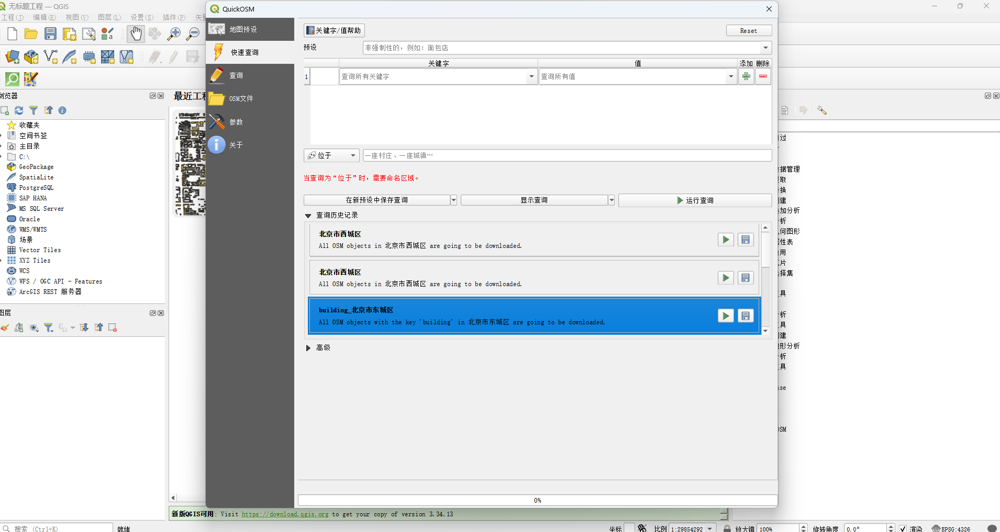 无标题工程 — QGIS
工程(J) 编辑(E) 视图(V) 图层(L) 设置(S) 插件(P)
浏览器
收藏夹
空间书签
主目录
C:\
GeoPackage
SpatiaLite
PostgreSQL
SAP HANA
MS SQL Server
Oracle
WMS/WMTS
场景
Vector Tiles
XYZ Tiles
WCS
WFS / OGC API - Features
ArcGIS REST 服务器
图层
最近工程
QuickOSM
地图预设
快速查询
查询
OSM文件
参数
关于
关键字/值帮助
Reset
预设
非强制性的，例如：面包店
关键字 值 添加 删除
1 查询所有关键字 查询所有值
位于 一座村庄、一座城镇…
当查询为“位于”时，需要命名区域。
在新预设中保存查询 显示查询 运行查询
查询历史记录
北京市西城区
All OSM objects in 北京市西城区 are going to be downloaded.
北京市西城区
All OSM objects in 北京市西城区 are going to be downloaded.
building_北京市东城区
All OSM objects with the key 'building' in 北京市东城区 are going to be downloaded.
高级
0%
新版QGIS可用: Visit https://download.qgis.org to get your copy of version 3.34.13
搜索 (Ctrl+K) 就绪 坐标 比例 1:29854292 放大镜 100% 旋转角度 0.0° 渲染 EPSG:4326
过
据管理
取
换
建
加分析
析
何图形
性表
用
片
择集
具
析
具
建
形分析
析
具
ase
OSM